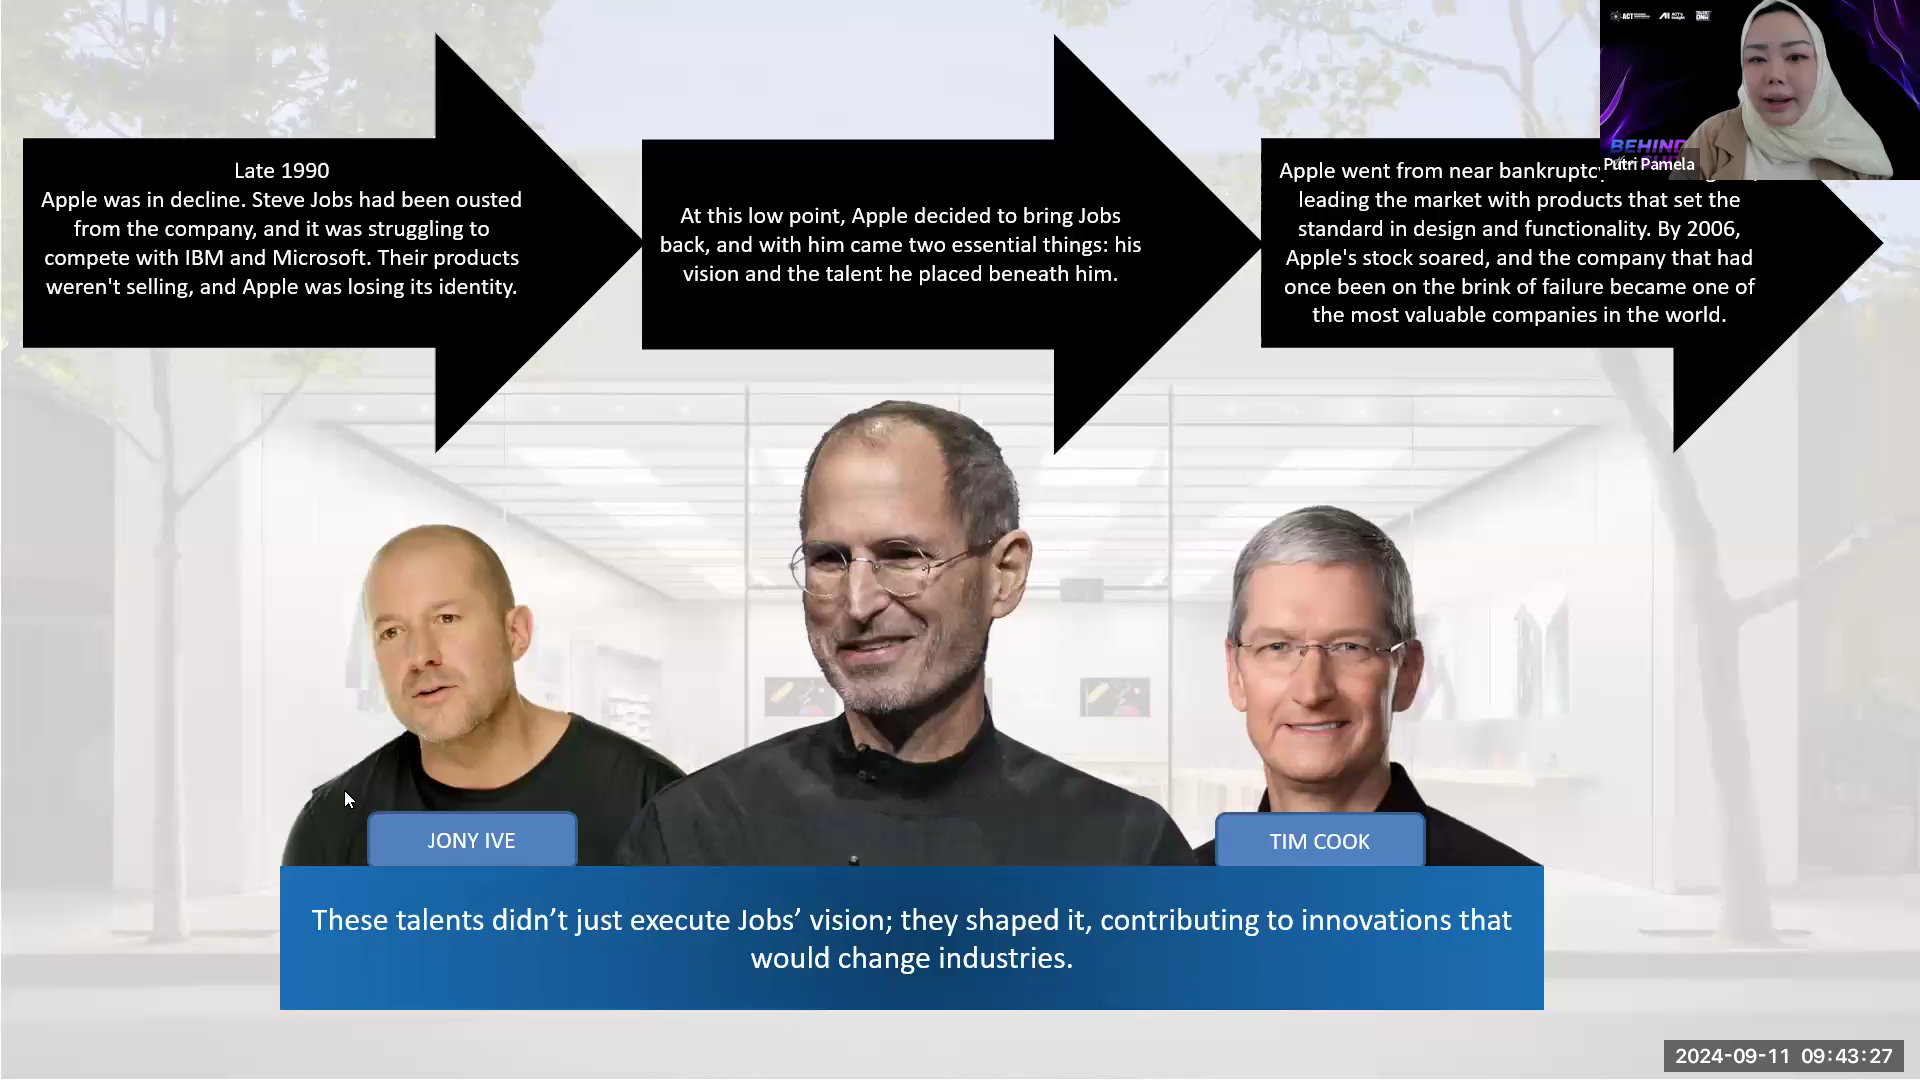 Late 1990
Apple was in decline. Steve Jobs had been ousted
from the company, and it was struggling to
compete with IBM and Microsoft. Their products
weren't selling, and Apple was losing its identity.
At this low point, Apple decided to bring Jobs
back, and with him came two essential things: his
vision and the talent he placed beneath him.
Apple went from near bankruptcy
leading the market with products that set the
standard in design and functionality. By 2006,
Apple's stock soared, and the company that had
once been on the brink of failure became one of
the most valuable companies in the world.
ACT
BEHIND
Putri Pamela
JONY IVE
TIM COOK
These talents didn’t just execute Jobs’ vision; they shaped it, contributing to innovations that
would change industries.
2024-09-11 09:43:27